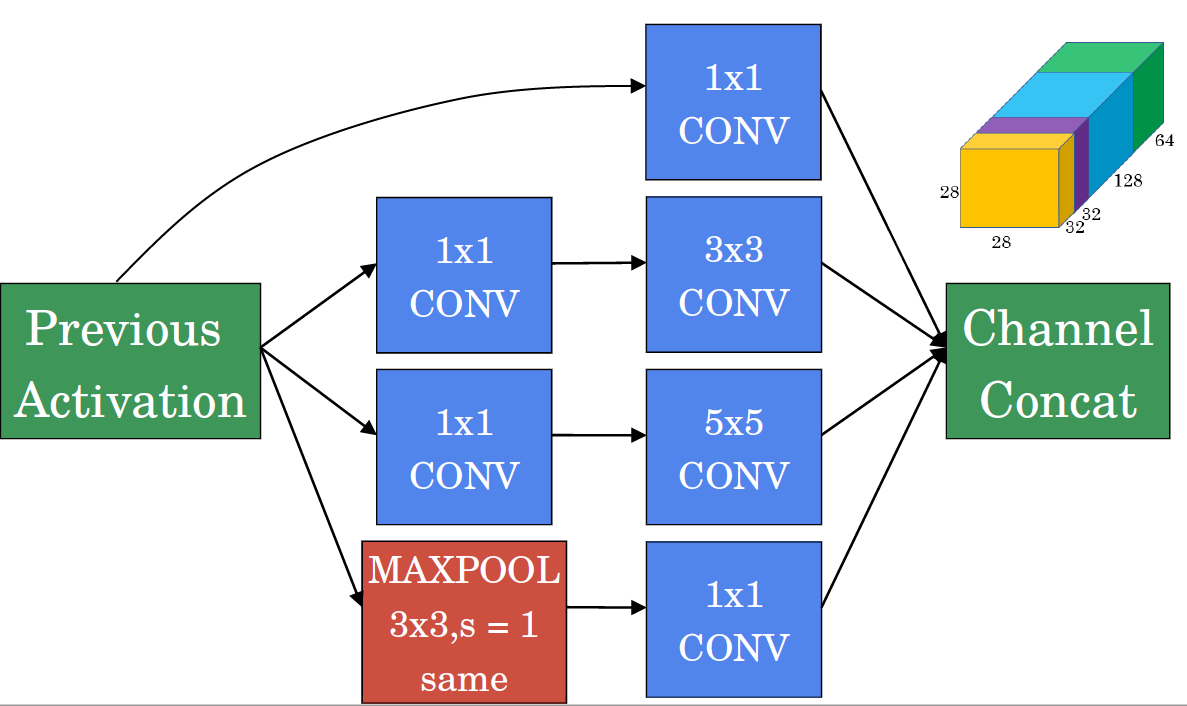 1x1
CONV
28
28
32
32
128
64
1x1
CONV
3x3
CONV
Previous
Activation
Channel
Concat
1x1
CONV
5x5
CONV
MAXPOOL
3x3,s = 1
same
1x1
CONV